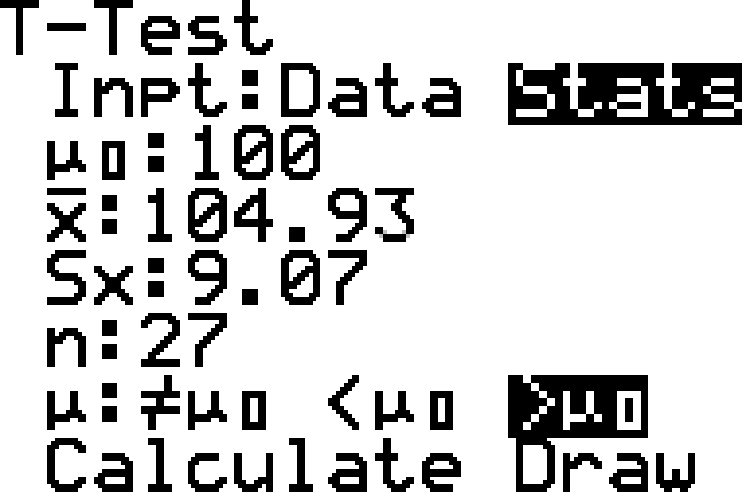 T-Test
Inpt:Data Stats
μ₀:100
x̄:104.93
Sx:9.07
n:27
μ:≠μ₀ <μ₀ >μ₀
Calculate Draw